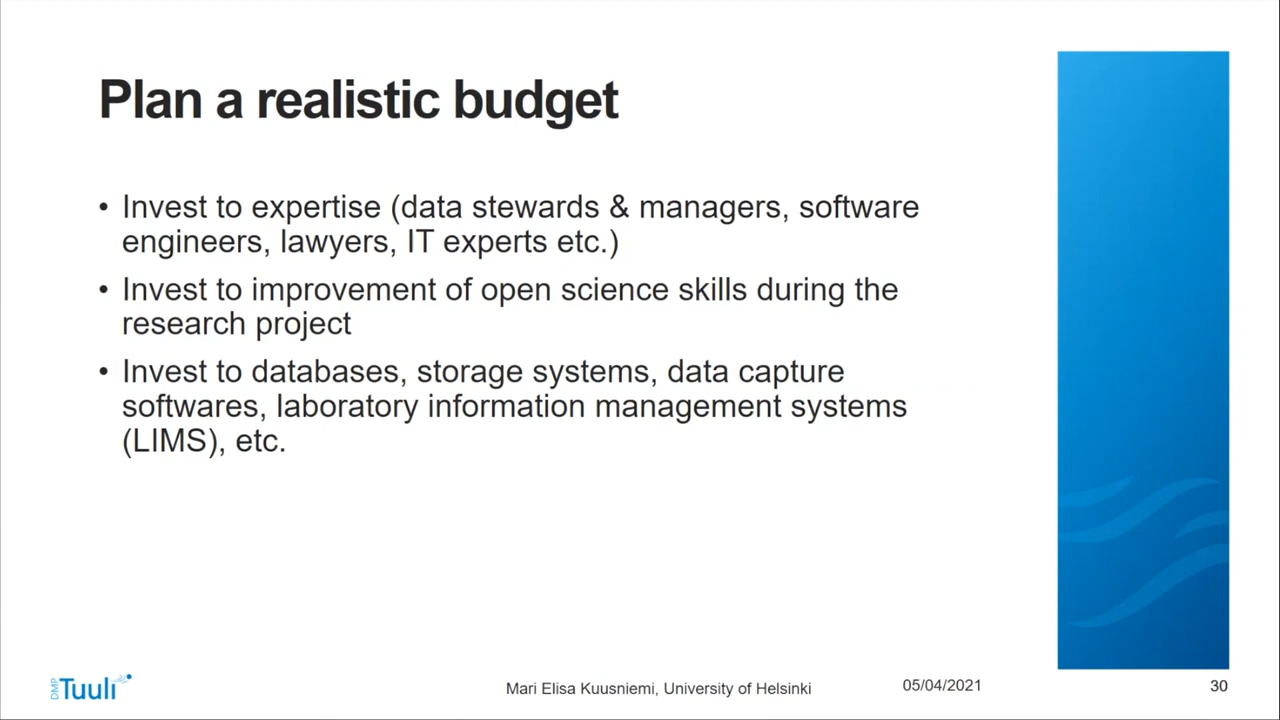 Plan a realistic budget
• Invest to expertise (data stewards & managers, software
engineers, lawyers, IT experts etc.)
• Invest to improvement of open science skills during the
research project
• Invest to databases, storage systems, data capture
softwares, laboratory information management systems
(LIMS), etc.
DMP Tuuli
Mari Elisa Kuusniemi, University of Helsinki
05/04/2021
30